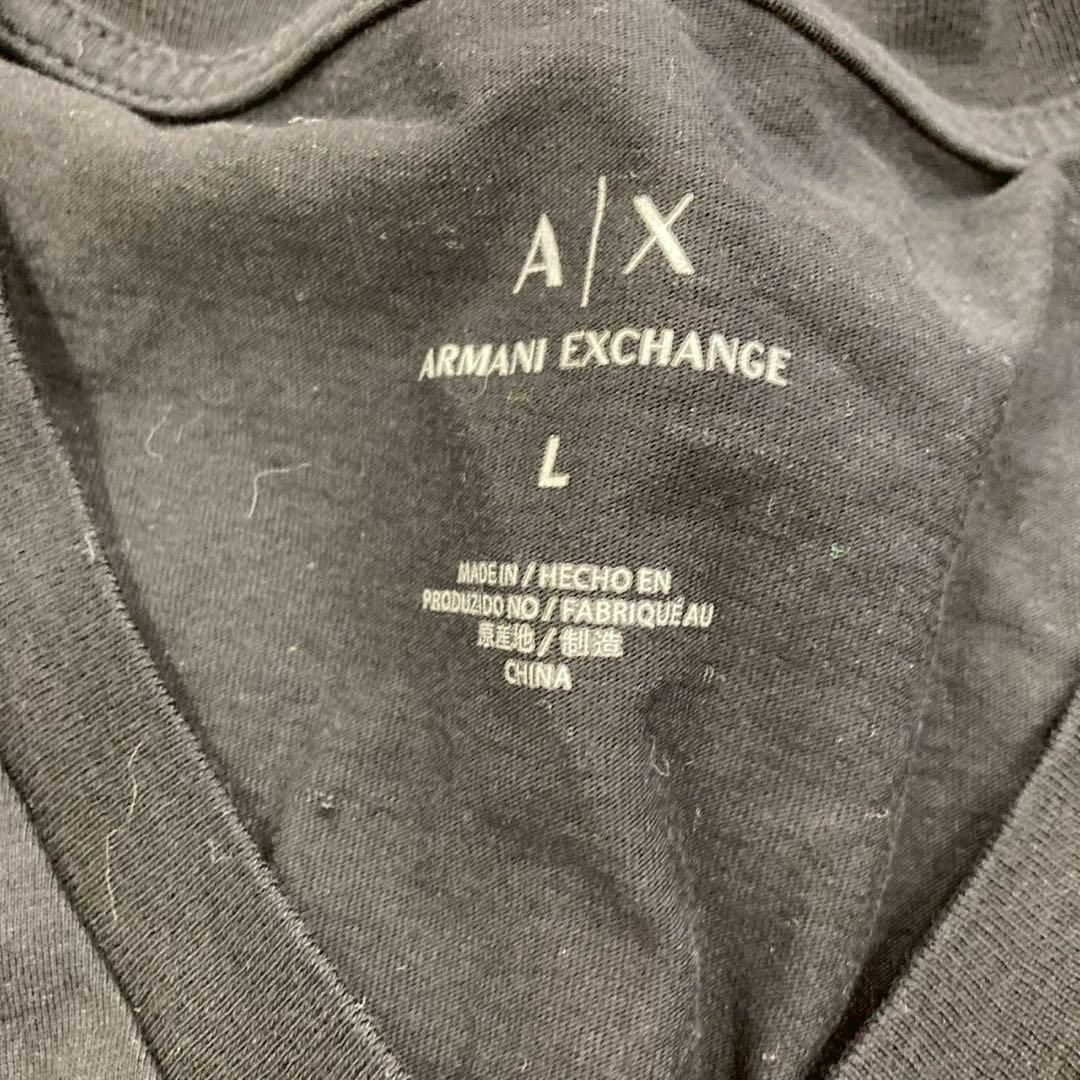 A/X
ARMANI EXCHANGE
L
MADE IN / HECHO EN
PRODUZIDO NO / FABRIQUÉ AU
原産地 / 制造
CHINA